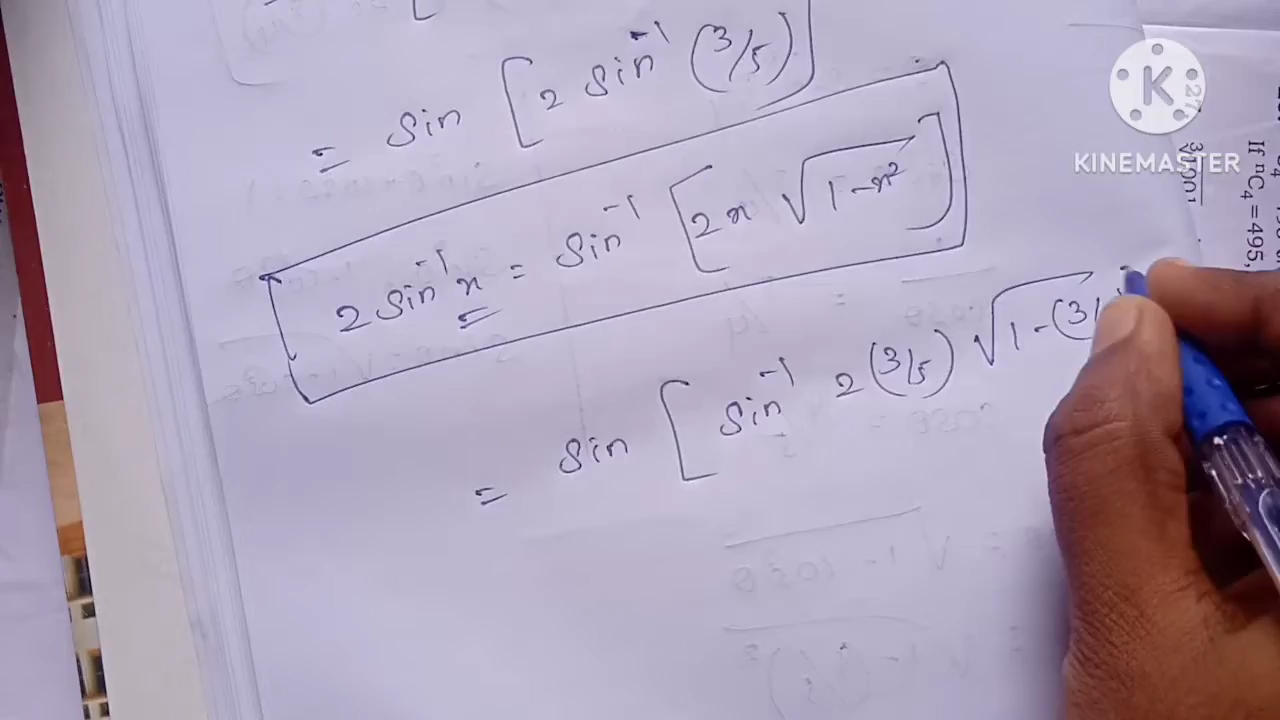 = sin [2 sin⁻¹ (3/5)]
2 sin⁻¹x = sin⁻¹ [2x √1-x²]
= sin [ sin⁻¹ 2 (3/5) √1-(3/
KINEMASTER
If ⁿC₄ = 495,